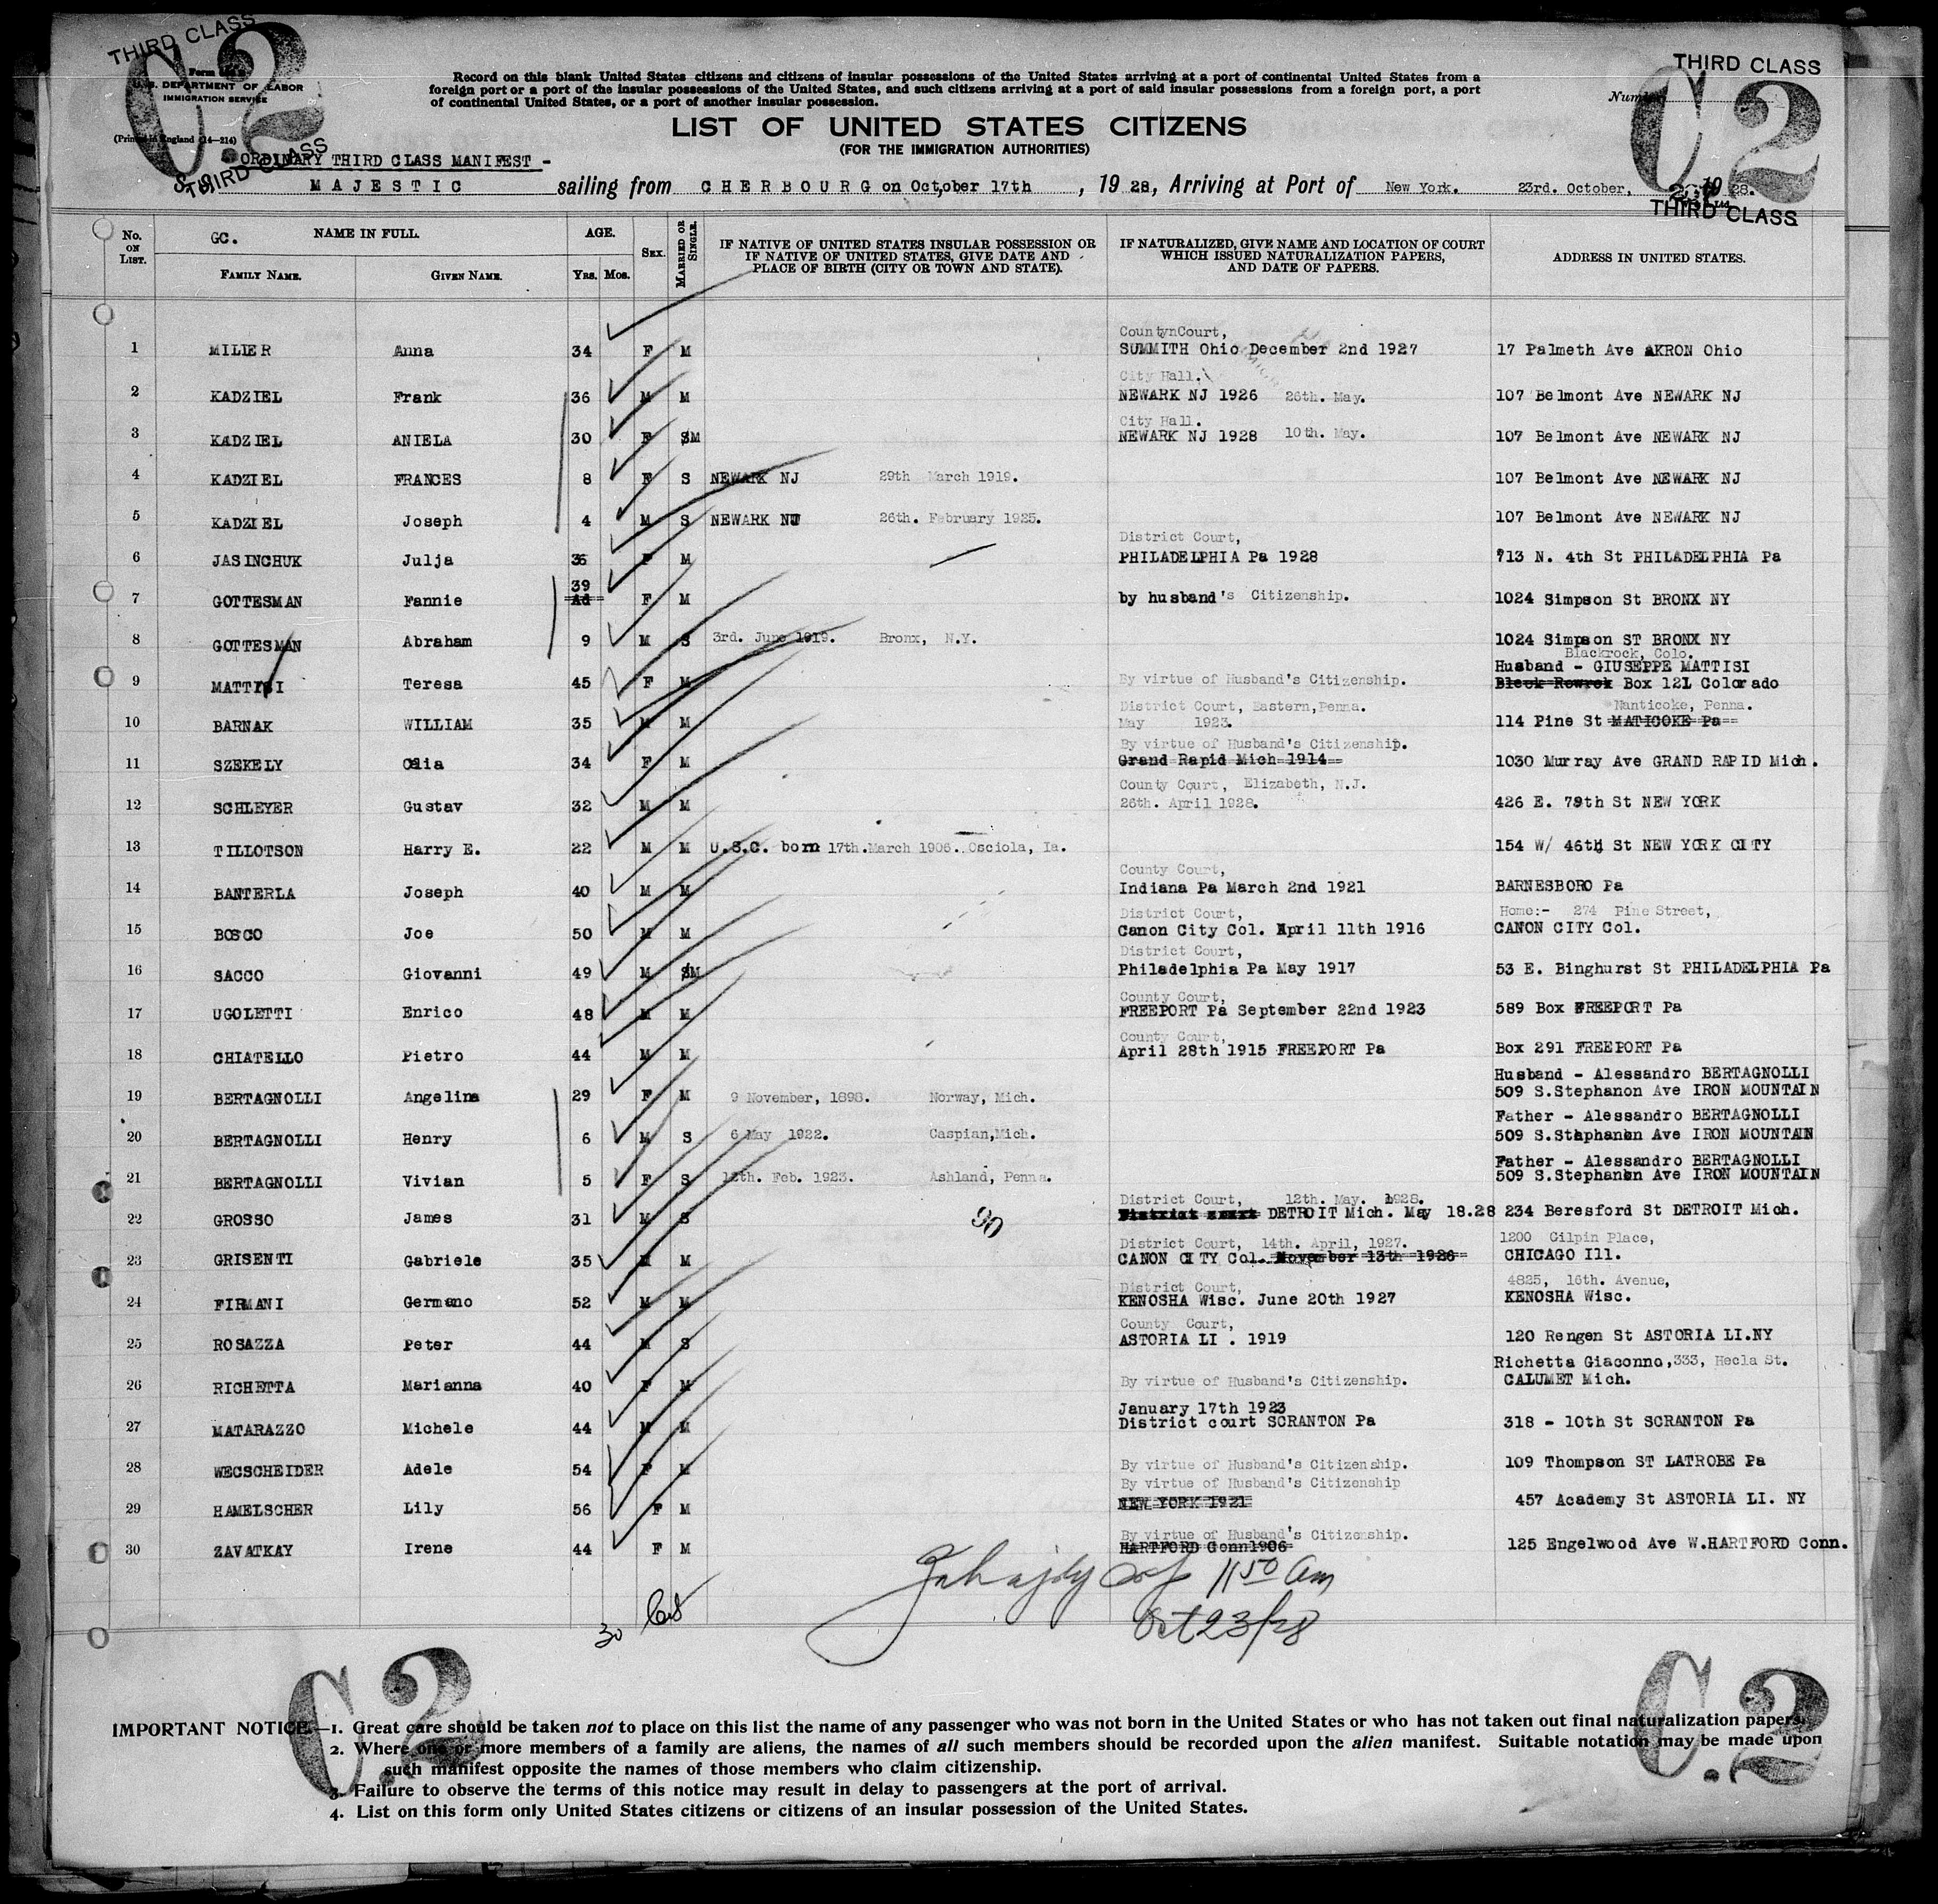 THIRD CLASS
C.2
Form
U.S. DEPARTMENT OF LABOR
IMMIGRATION SERVICE
(Printed in England (14—214)
THIRD CLASS
Record on this blank United States citizens and citizens of insular possessions of the United States arriving at a port of continental United States from a
foreign port or a port of the insular possessions of the United States, and such citizens arriving at a port of said insular possessions from a foreign port, a port
of continental United States, or a port of another insular possession.
THIRD CLASS
C2
Number
LIST OF UNITED STATES CITIZENS
(FOR THE IMMIGRATION AUTHORITIES)
ORDINARY THIRD CLASS MANIFEST -
S.S. MAJESTIC sailing from CHERBOURG on October 17th, 1928, Arriving at Port of New York. 23rd. October, 1928.
THIRD CLASS
No. ON LIST. GC. NAME IN FULL. AGE. SEX. MARRIED OR SINGLE. IF NATIVE OF UNITED STATES INSULAR POSSESSION OR IF NATIVE OF UNITED STATES, GIVE DATE AND PLACE OF BIRTH (CITY OR TOWN AND STATE). IF NATURALIZED, GIVE NAME AND LOCATION OF COURT WHICH ISSUED NATURALIZATION PAPERS, AND DATE OF PAPERS. ADDRESS IN UNITED STATES.
FAMILY NAME. GIVEN NAME. YRS. MOS.
CountynCourt,
1 MILIER Anna 34 F M SUMMITH Ohio December 2nd 1927 17 Palmeth Ave AKRON Ohio
City Hall.
2 KADZIEL Frank 36 M M NEWARK NJ 1926 26th. May. 107 Belmont Ave NEWARK NJ
City Hall.
3 KADZIEL ANIELA 30 F SM NEWARK NJ 1928 10th. May. 107 Belmont Ave NEWARK NJ
4 KADZIEL FRANCES 8 F S NEWARK NJ 29th March 1919. 107 Belmont Ave NEWARK NJ
5 KADZIEL Joseph 4 M S NEWARK NJ 26th. February 1925. 107 Belmont Ave NEWARK NJ
District Court,
6 JASINCHUK Julja 36 F M PHILADELPHIA Pa 1928 713 N. 4th St PHILADELPHIA Pa
39
7 GOTTESMAN Fannie Ad F M by husband's Citizenship. 1024 Simpson St BRONX NY
8 GOTTESMAN Abraham 9 M S 3rd. June 1919. Bronx, N.Y. 1024 Simpson ST BRONX NY
Blackrock, Colo.
Husband - GIUSEPPE MATTISI
9 MATTISI Teresa 45 F M By virtue of Husband's Citizenship. Bleck Rowrek Box 121 Colorado
District Court, Eastern,Penna. Nanticoke, Penna.
10 BARNAK WILLIAM 35 M M May 1923. 114 Pine St MATICOKE Pa
By virtue of Husband's Citizenship.
11 SZEKELY Olia 34 F M Grand Rapid Mich 1914 1030 Murray Ave GRAND RAPID Mich.
County Court, Elizabeth, N.J.
12 SCHLEYER Gustav 32 M M 26th. April 1928. 426 E. 79th St NEW YORK
13 TILLOTSON Harry E. 22 M M U.S.C. born 17th.March 1906. Osciola, Ia. 154 W/ 46th St NEW YORK CITY
County Court,
14 BANTERLA Joseph 40 M M Indiana Pa March 2nd 1921 BARNESBORO Pa
District Court, Home:- 274 Pine Street,
15 BOSCO Joe 50 M M Canon City Col. April 11th 1916 CANON CITY Col.
District Court,
16 SACCO Giovanni 49 M SM Philadelphia Pa May 1917 53 E. Binghurst St PHILADELPHIA Pa
County Court,
17 UGOLETTI Enrico 48 M M FREEPORT Pa September 22nd 1923 589 Box FREEPORT Pa
County Court,
18 CHIATELLO Pietro 44 M M April 28th 1915 FREEPORT Pa Box 291 FREEPORT Pa
Husband - Alessandro BERTAGNOLLI
19 BERTAGNOLLI Angelina 29 F M 9 November, 1898. Norway, Mich. 509 S.Stephanon Ave IRON MOUNTAIN
Father - Alessandro BERTAGNOLLI
20 BERTAGNOLLI Henry 6 M S 6 May 1922. Caspian,Mich. 509 S.Stephanon Ave IRON MOUNTAIN
Father - Alessandro BERTAGNOLLI
21 BERTAGNOLLI Vivian 5 F S 12th. Feb. 1923. Ashland, Penna. 509 S.Stephanon Ave IRON MOUNTAIN
District Court, 12th. May. 1928.
22 GROSSO James 31 M S 90 District court DETROIT Mich. May 18.28 234 Beresford St DETROIT Mich.
District Court, 14th. April, 1927. 1200 Gilpin Place,
23 GRISENTI Gabriele 35 M M CANON CITY Col. November 13th 1926 CHICAGO Ill.
District Court, 4825, 16th. Avenue,
24 FIRMANI Germano 52 M M KENOSHA Wisc. June 20th 1927 KENOSHA Wisc.
County Court,
25 ROSAZZA Peter 44 M S ASTORIA LI . 1919 120 Rengen St ASTORIA LI.NY
Richetta Giaconno,333, Hecla St.
26 RICHETTA Marianna 40 F M By virtue of Husband's Citizenship. CALUMET Mich.
January 17th 1923
27 MATARAZZO Michele 44 M M District court SCRANTON Pa 318 - 10th St SCRANTON Pa
28 WECSCHEIDER Adele 54 F M By virtue of Husband's Citizenship. 109 Thompson ST LATROBE Pa
By virtue of Husband's Citizenship
29 HAMELSCHER Lily 56 F M NEW YORK 1921 457 Academy St ASTORIA LI. NY
By virtue of Husband's Citizenship.
30 ZAVATKAY Irene 44 F M HARTFORD Conn1906 125 Engelwood Ave W.HARTFORD Conn.
11 50 am
30 Oct 23/28
C.2
C.2
IMPORTANT NOTICE.—1. Great care should be taken not to place on this list the name of any passenger who was not born in the United States or who has not taken out final naturalization papers.
2. Where one or more members of a family are aliens, the names of all such members should be recorded upon the alien manifest. Suitable notation may be made upon
such manifest opposite the names of those members who claim citizenship.
3. Failure to observe the terms of this notice may result in delay to passengers at the port of arrival.
4. List on this form only United States citizens or citizens of an insular possession of the United States.